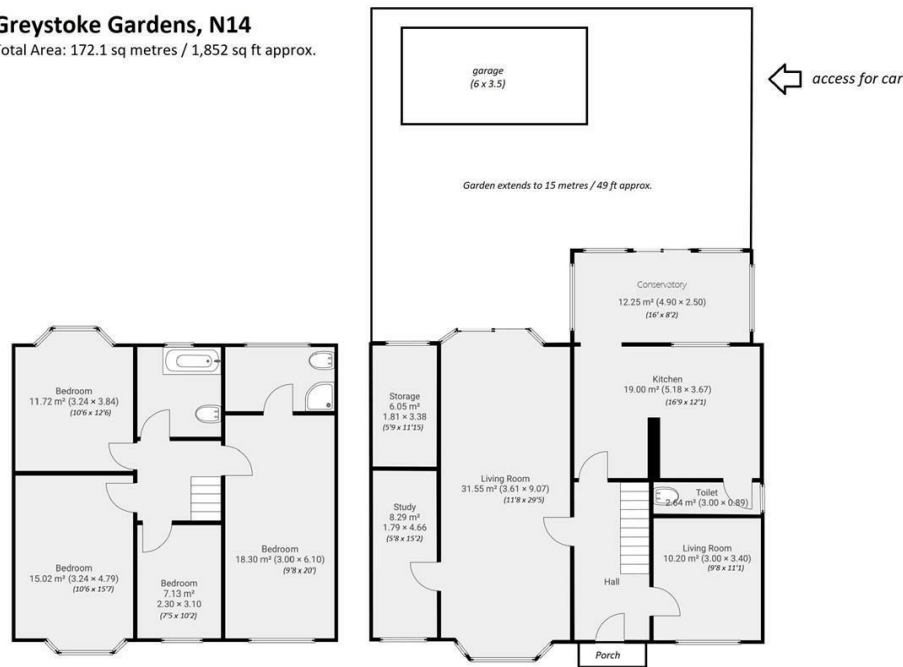 Greystoke Gardens, N14
Total Area: 172.1 sq metres / 1,852 sq ft approx.
garage
(6 x 3.5)
access for car
Garden extends to 15 metres / 49 ft approx.
Conservatory
12.25 m² (4.90 × 2.50)
(16' x 8'2)
Bedroom
11.72 m² (3.24 × 3.84)
(10'6 x 12'6)
Bedroom
15.02 m² (3.24 × 4.79)
(10'6 x 15'7)
Bedroom
7.13 m²
2.30 × 3.10
(7'5 x 10'2)
Bedroom
18.30 m² (3.00 × 6.10)
(9'8 x 20')
Storage
6.05 m²
1.81 × 3.38
(5'9 x 11'15)
Study
8.29 m²
1.79 × 4.66
(5'8 x 15'2)
Living Room
31.55 m² (3.61 × 9.07)
(11'8 x 29'5)
Kitchen
19.00 m² (5.18 × 3.67)
(16'9 x 12'1)
Toilet
2.64 m² (3.00 × 0.89)
Living Room
10.20 m² (3.00 × 3.40)
(9'8 x 11'1)
Hall
Porch